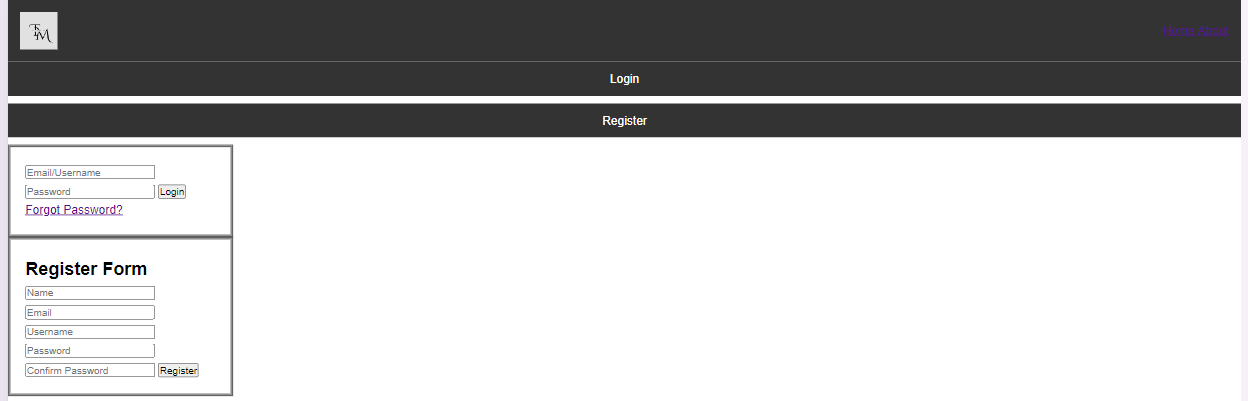 TM
Home About
Login
Register
Email/Username
Password Login
Forgot Password?
Register Form
Name
Email
Username
Password
Confirm Password Register